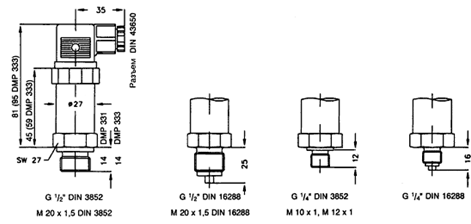 35
Разъем DIN 43650
81 (95 DMP 333)
45 (59 DMP 333)
ø27
DMP 331
DMP 333
SW 27
14
14
25
12
16
G 1/2" DIN 3852
M 20 x 1,5 DIN 3852
G 1/2" DIN 16288
M 20 x 1,5 DIN 16288
G 1/4" DIN 3852
M 10 x 1, M 12 x 1
G 1/4" DIN 16288